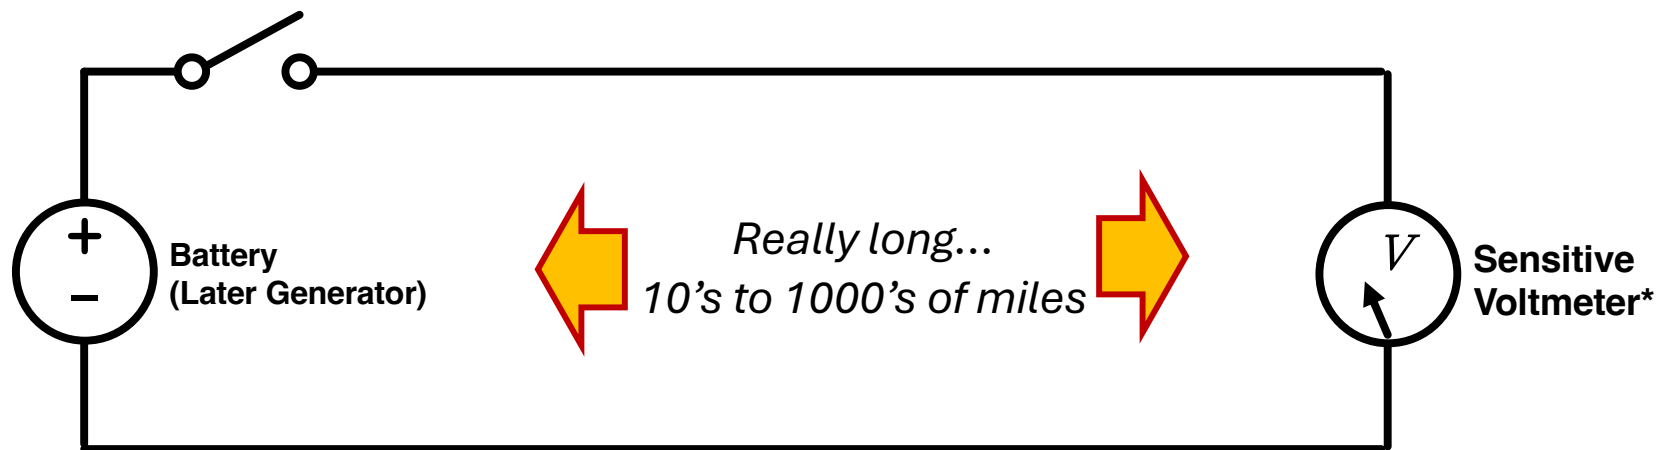 +
−
Battery
(Later Generator)
Really long...
10’s to 1000’s of miles
V
Sensitive
Voltmeter*